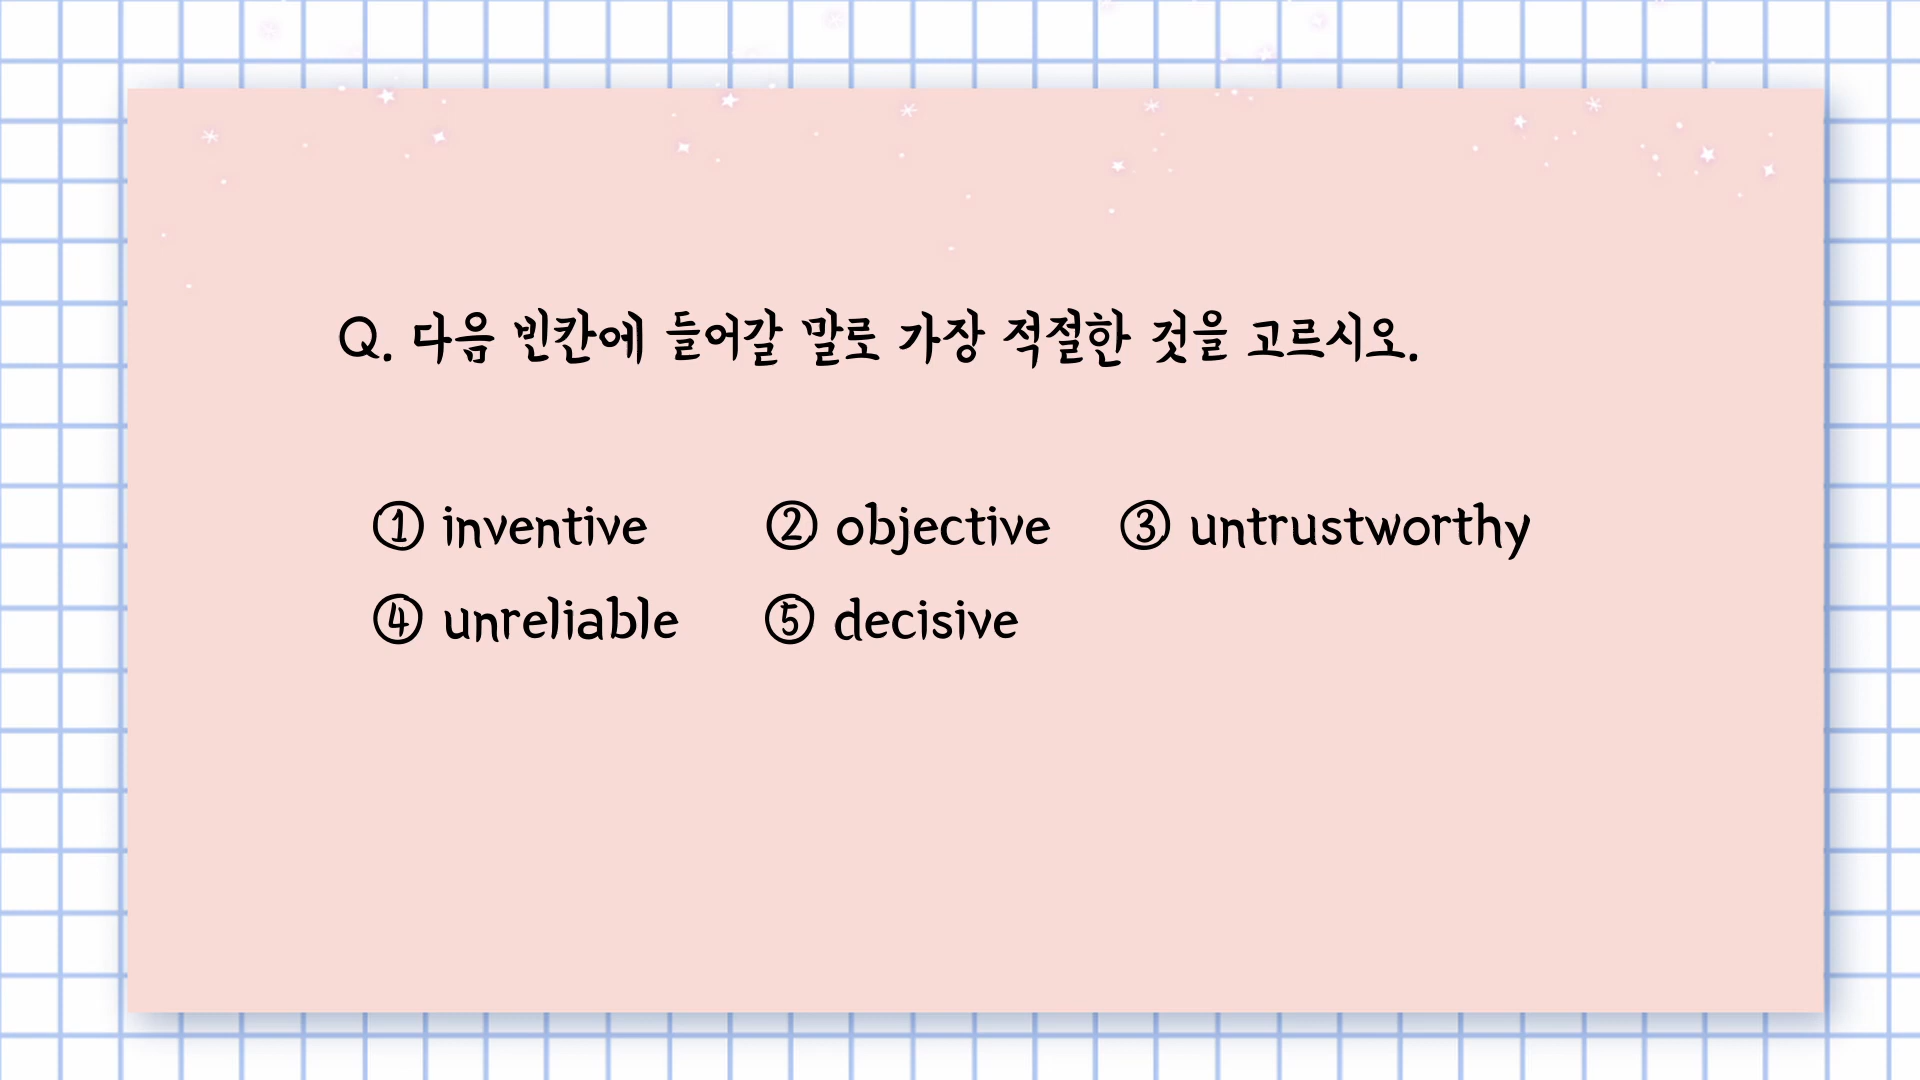 Q. 다음 빈칸에 들어갈 말로 가장 적절한 것을 고르시오.
① inventive ② objective ③ untrustworthy
④ unreliable ⑤ decisive